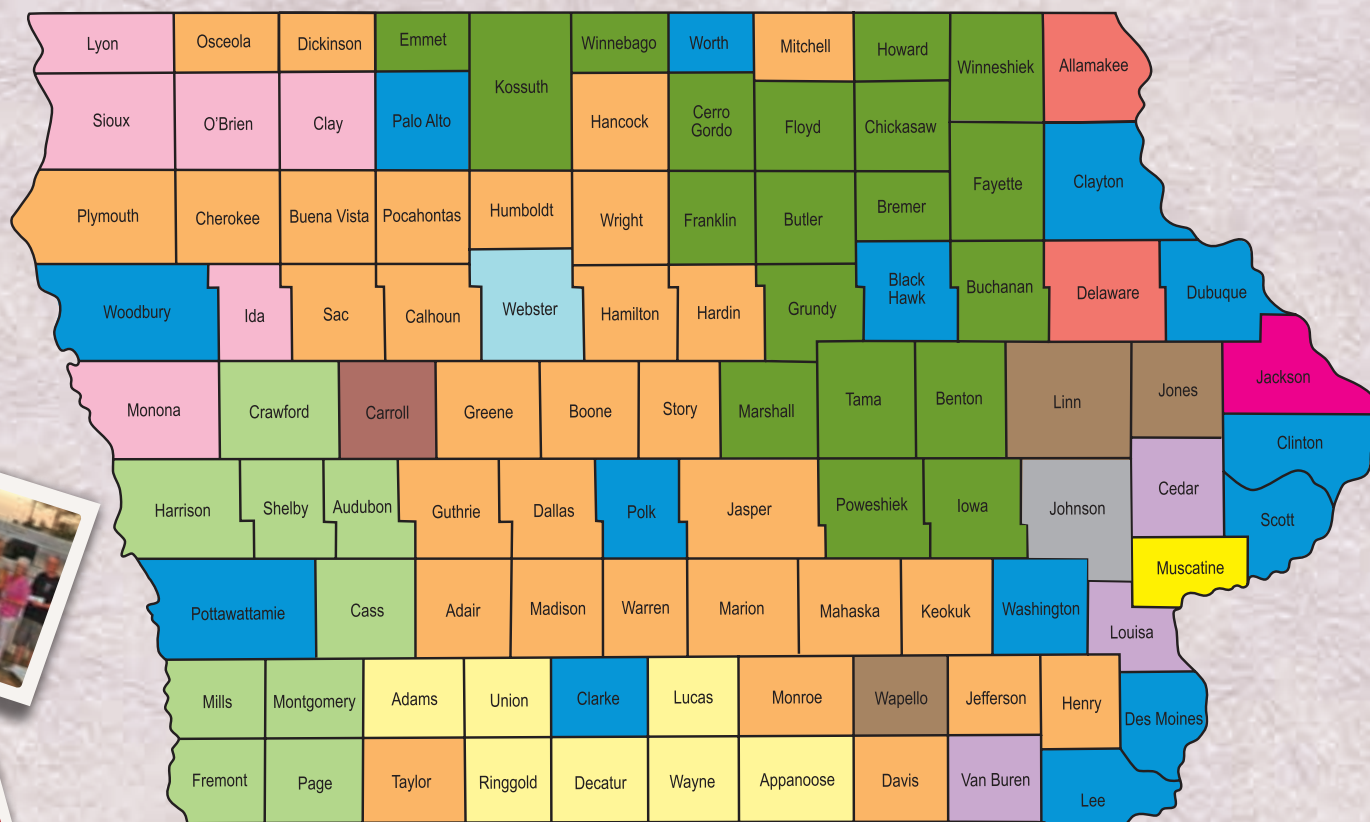 Lyon
Osceola
Dickinson
Emmet
Kossuth
Winnebago
Worth
Mitchell
Howard
Winneshiek
Allamakee
Sioux
O'Brien
Clay
Palo Alto
Hancock
Cerro
Gordo
Floyd
Chickasaw
Fayette
Clayton
Plymouth
Cherokee
Buena Vista
Pocahontas
Humboldt
Wright
Franklin
Butler
Bremer
Woodbury
Ida
Sac
Calhoun
Webster
Hamilton
Hardin
Grundy
Black
Hawk
Buchanan
Delaware
Dubuque
Monona
Crawford
Carroll
Greene
Boone
Story
Marshall
Tama
Benton
Linn
Jones
Jackson
Clinton
Harrison
Shelby
Audubon
Guthrie
Dallas
Polk
Jasper
Poweshiek
Iowa
Johnson
Cedar
Scott
Muscatine
Pottawattamie
Cass
Adair
Madison
Warren
Marion
Mahaska
Keokuk
Washington
Louisa
Mills
Montgomery
Adams
Union
Clarke
Lucas
Monroe
Wapello
Jefferson
Henry
Des Moines
Fremont
Page
Taylor
Ringgold
Decatur
Wayne
Appanoose
Davis
Van Buren
Lee